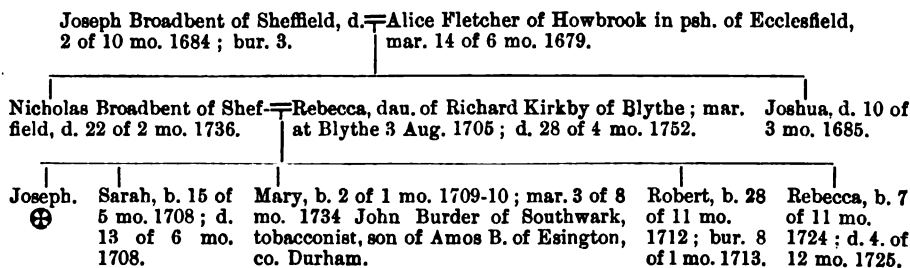 Joseph Broadbent of Sheffield, d. Alice Fletcher of Howbrook in psh. of Ecclesfield,
2 of 10 mo. 1684 ; bur. 3. mar. 14 of 6 mo. 1679.
Nicholas Broadbent of Shef-
field, d. 22 of 2 mo. 1736.
Rebecca, dau. of Richard Kirkby of Blythe ; mar.
at Blythe 3 Aug. 1705 ; d. 28 of 4 mo. 1752.
Joshua, d. 10 of
3 mo. 1685.
Joseph.
Sarah, b. 15 of
5 mo. 1708 ; d.
13 of 6 mo.
1708.
Mary, b. 2 of 1 mo. 1709-10 ; mar. 3 of 8
mo. 1734 John Burder of Southwark,
tobacconist, son of Amos B. of Esington,
co. Durham.
Robert, b. 28
of 11 mo.
1712 ; bur. 8
of 1 mo. 1713.
Rebecca, b. 7
of 11 mo.
1724 ; d. 4. of
12 mo. 1725.